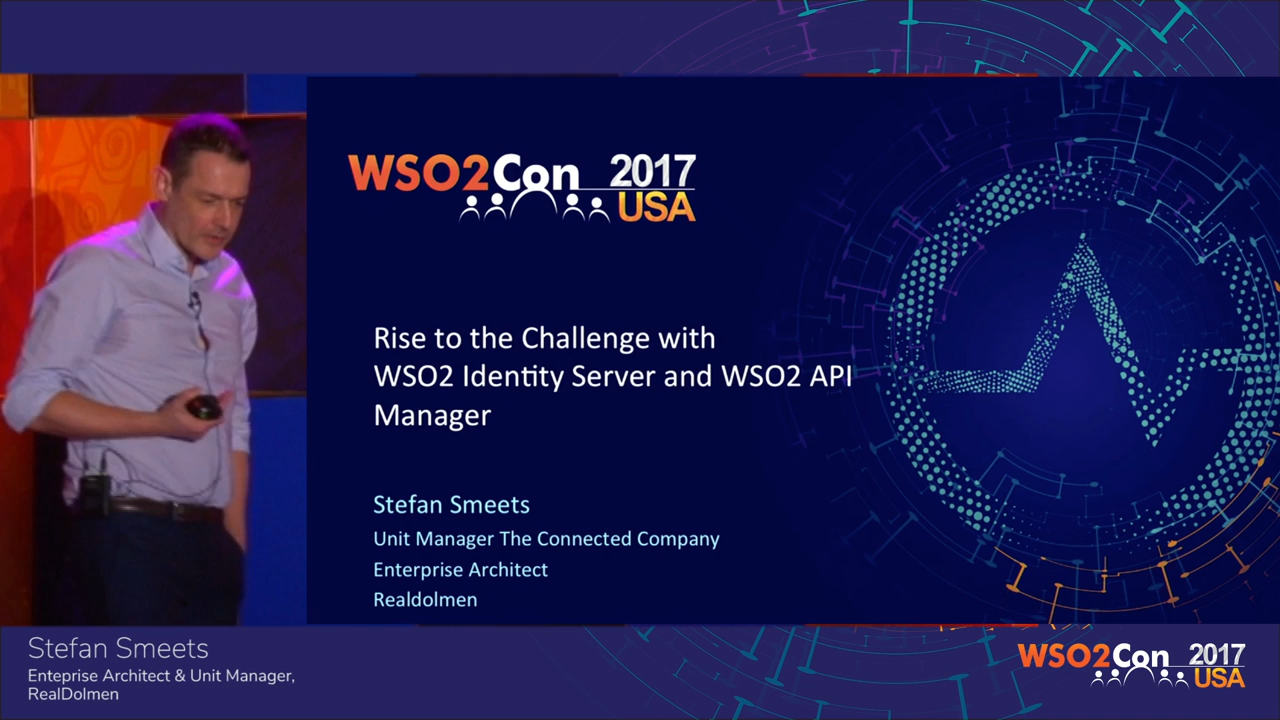 WSO2Con 2017
USA
Rise to the Challenge with
WSO2 Identity Server and WSO2 API
Manager
Stefan Smeets
Unit Manager The Connected Company
Enterprise Architect
Realdolmen
Stefan Smeets
Enteprise Architect & Unit Manager,
RealDolmen
WSO2Con 2017
USA